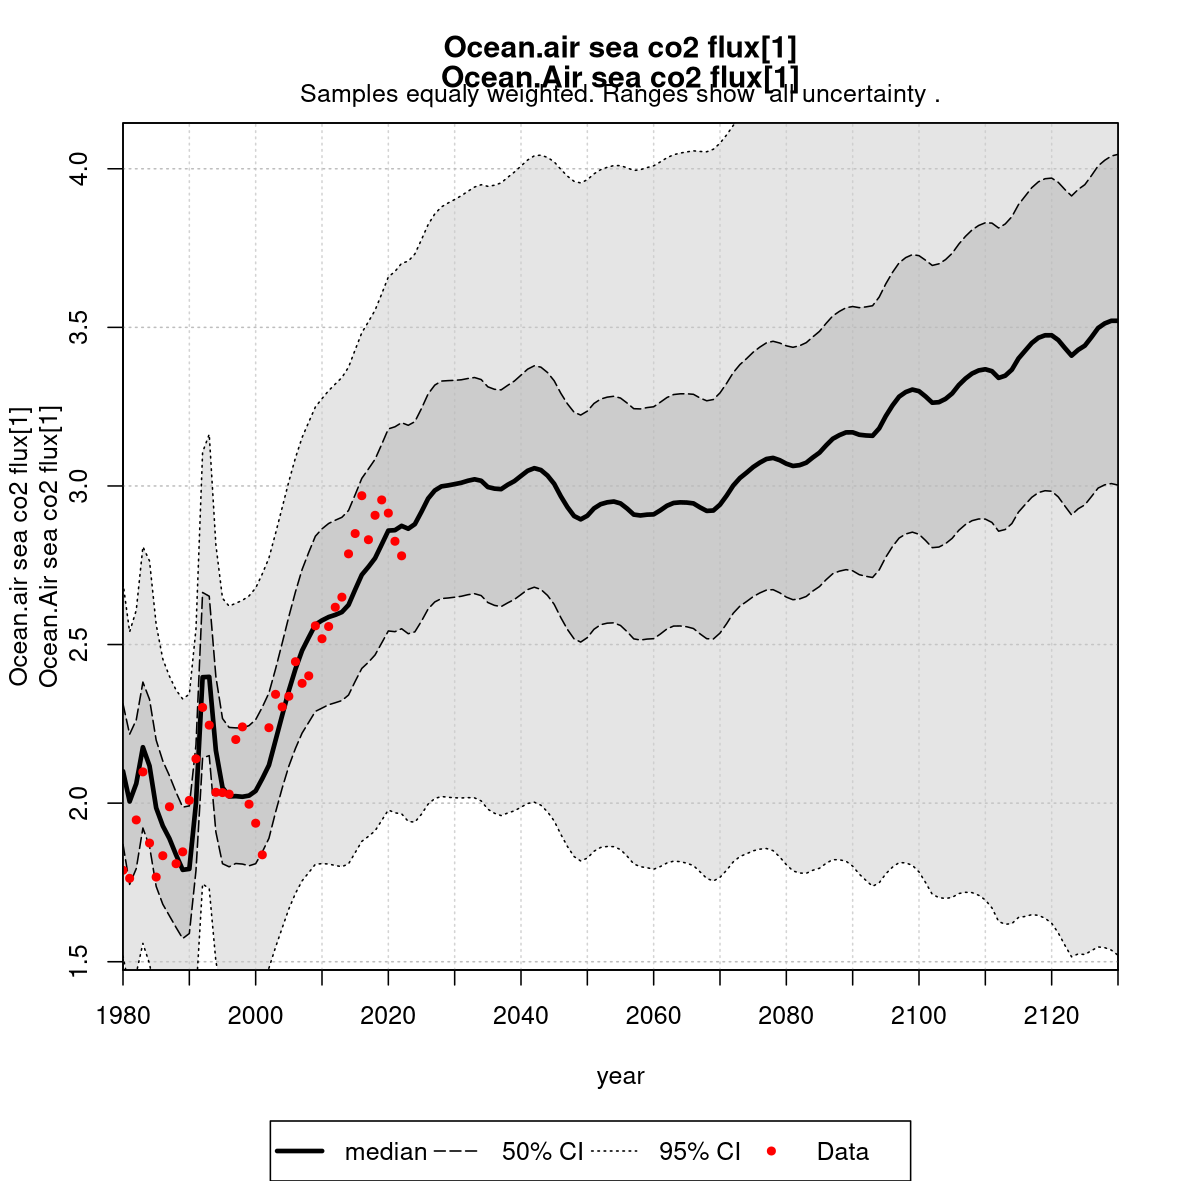 Ocean.air sea co2 flux[1]
Ocean.Air sea co2 flux[1]
Samples equaly weighted. Ranges show  all uncertainty .
Ocean.air sea co2 flux[1]
Ocean.Air sea co2 flux[1]
4.0
3.5
3.0
2.5
2.0
1.5
1980 2000 2020 2040 2060 2080 2100 2120
year
median 50% CI 95% CI Data